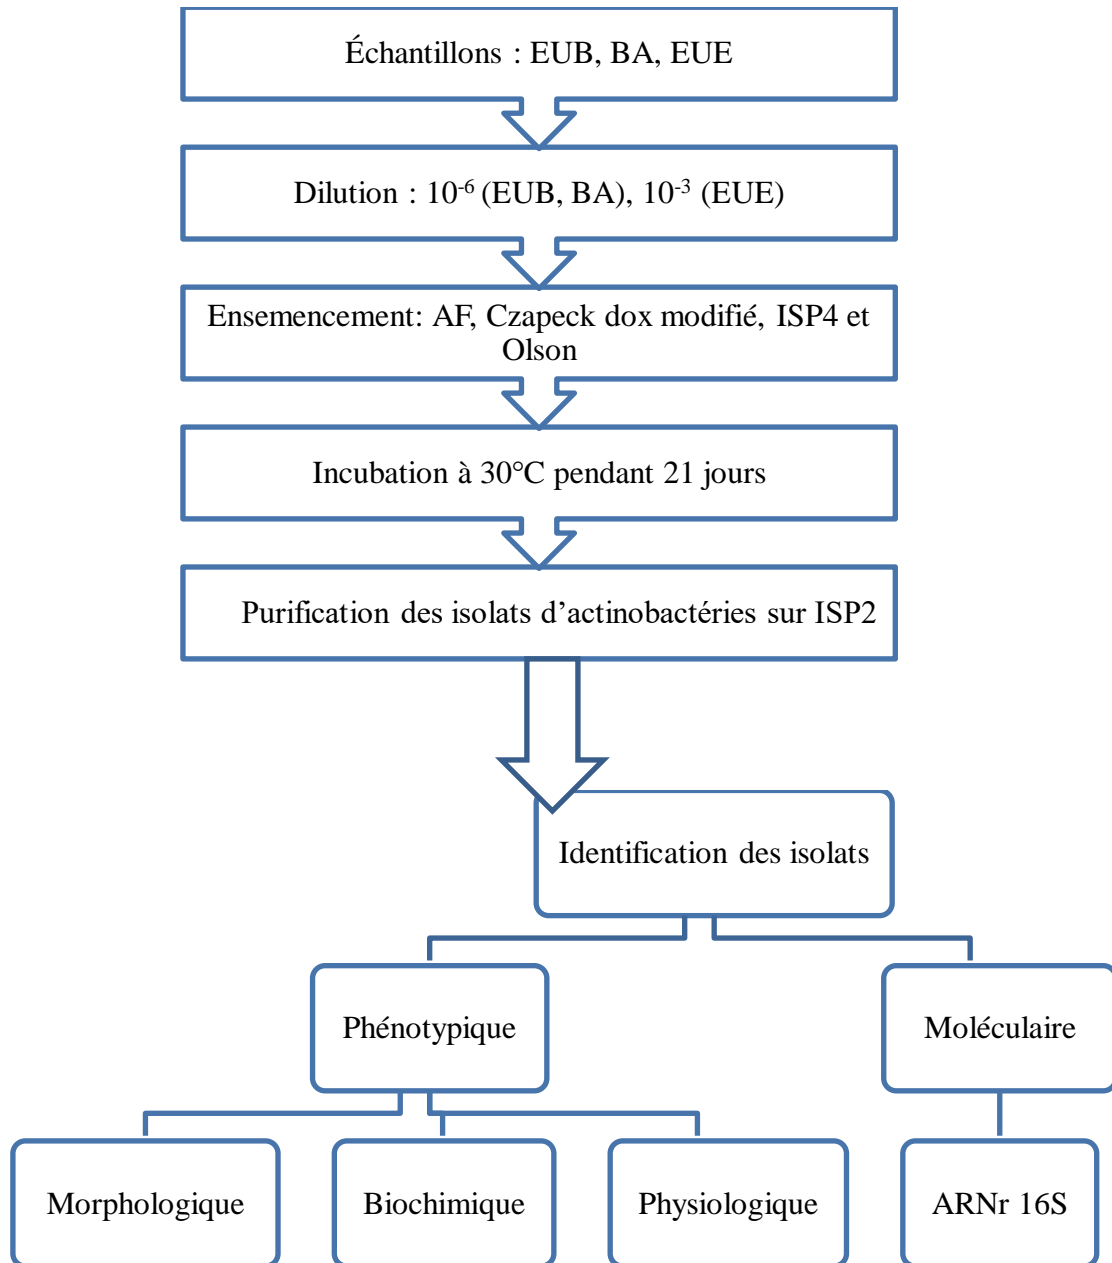 Échantillons : EUB, BA, EUE
Dilution : 10⁻⁶ (EUB, BA), 10⁻³ (EUE)
Ensemencement: AF, Czapeck dox modifié, ISP4 et
Olson
Incubation à 30°C pendant 21 jours
Purification des isolats d’actinobactéries sur ISP2
Identification des isolats
Phénotypique
Moléculaire
Morphologique
Biochimique
Physiologique
ARNr 16S